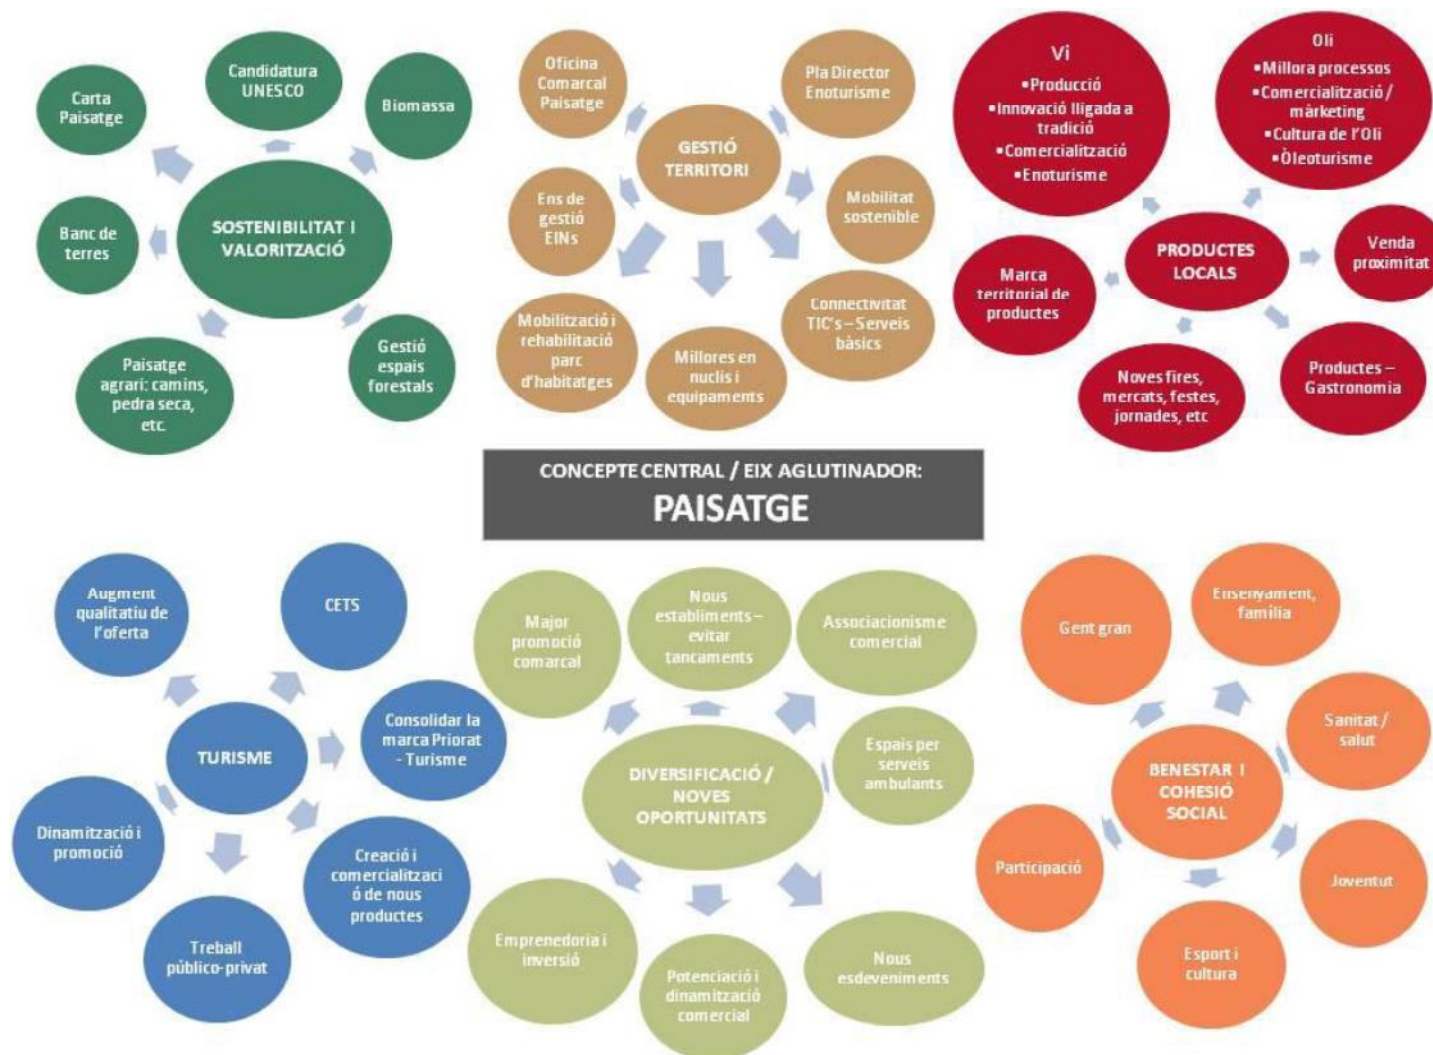 Carta
Paisatge
Candidatura
UNESCO
Biomassa
Banc de
terres
SOSTENIBILITAT I
VALORITZACIÓ
Paisatge
agrari: camins,
pedra seca,
etc.
Gestió
espais
forestals
Oficina
Comarcal
Paisatge
Pla Director
Enoturisme
GESTIÓ
TERRITORI
Ens de
gestió
EINs
Mobilitat
sostenible
Mobilització i
rehabilitació
parc
d'habitatges
Millores en
nuclis i
equipaments
Connectivitat
TIC's – Serveis
bàsics
Vi
▪Producció
▪Innovació lligada a
tradició
▪Comercialització
▪Enoturisme
Oli
▪Millora processos
▪Comercialització /
màrketing
▪Cultura de l'Oli
▪Òleoturisme
PRODUCTES
LOCALS
Venda
proximitat
Marca
territorial de
productes
Noves fires,
mercats, festes,
jornades, etc
Productes –
Gastronomia
CONCEPTE CENTRAL / EIX AGLUTINADOR:
PAISATGE
Augment
qualitatiu de
l'oferta
CETS
TURISME
Consolidar la
marca Priorat
- Turisme
Dinamització i
promoció
Treball
público-privat
Creació i
comercialitzaci
ó de nous
productes
Major
promoció
comarcal
Nous
establiments –
evitar
tancaments
Associacionisme
comercial
DIVERSIFICACIÓ /
NOVES
OPORTUNITATS
Espais per
serveis
ambulants
Emprenedoria i
inversió
Potenciació i
dinamització
comercial
Nous
esdeveniments
Gent gran
Ensenyament,
família
Sanitat /
salut
BENESTAR I
COHESIÓ
SOCIAL
Participació
Joventut
Esport i
cultura